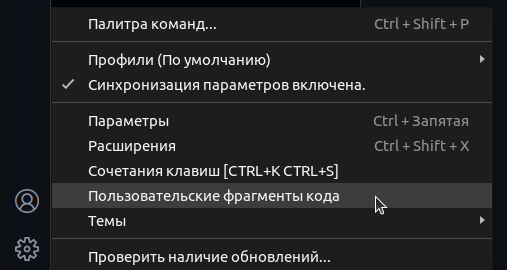 Палитра команд... Ctrl + Shift + P
Профили (По умолчанию)
Синхронизация параметров включена.
Параметры Ctrl + Запятая
Расширения Ctrl + Shift + X
Сочетания клавиш [CTRL+K CTRL+S]
Пользовательские фрагменты кода
Темы
Проверить наличие обновлений...